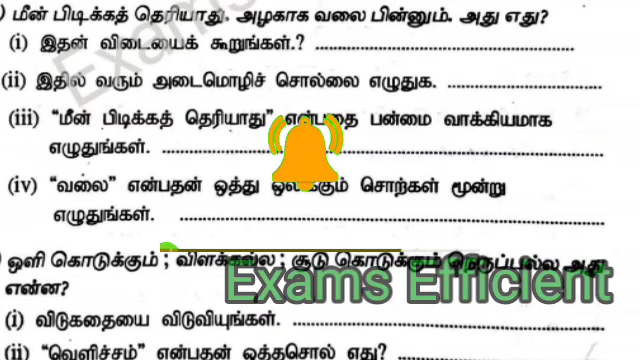 ) மீன் பிடிக்கத் தெரியாது. அழகாக வலை பின்னும். அது எது?
(i) இதன் விடையைக் கூறுங்கள்.? ................
(ii) இதில் வரும் அடைமொழிச் சொல்லை எழுதுக. ................
(iii) “மீன் பிடிக்கத் தெரியாது” என்பதை பன்மை வாக்கியமாக
எழுதுங்கள். ................
(iv) “வலை” என்பதன் ஒத்து ஒலிக்கும் சொற்கள் மூன்று
எழுதுங்கள். ................
) ஒளி கொடுக்கும் ; விளக்கல்ல ; சூடு கொடுக்கும் நெருப்பல்ல அது
என்ன?
Exams Efficient
(i) விடுகதையை விடுவியுங்கள். ................
(ii) “வெளிச்சம்” என்பதன் ஒத்தசொல் எது? ................
Exams